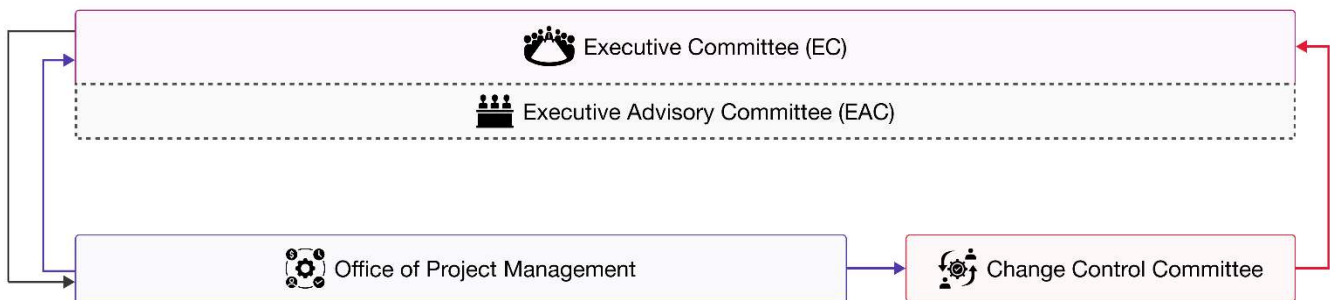 Executive Committee (EC)
Executive Advisory Committee (EAC)
Office of Project Management
Change Control Committee